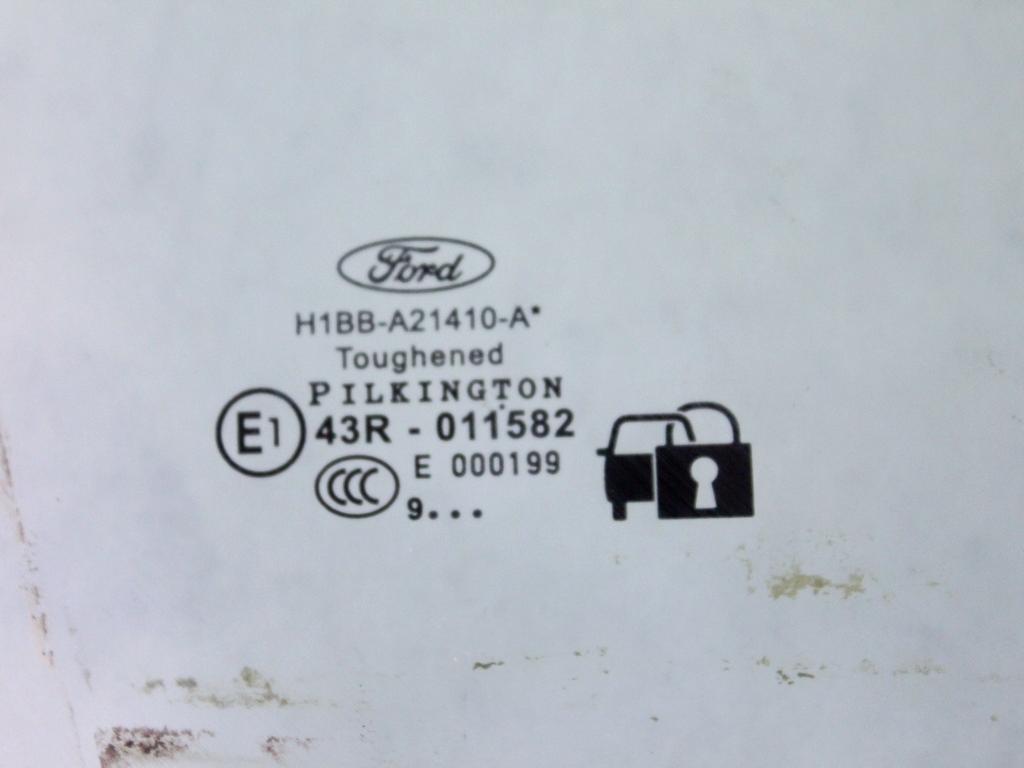 Ford
H1BB-A21410-A*
Toughened
PILKINGTON
E1 43R - 011582
CCC E 000199
9...